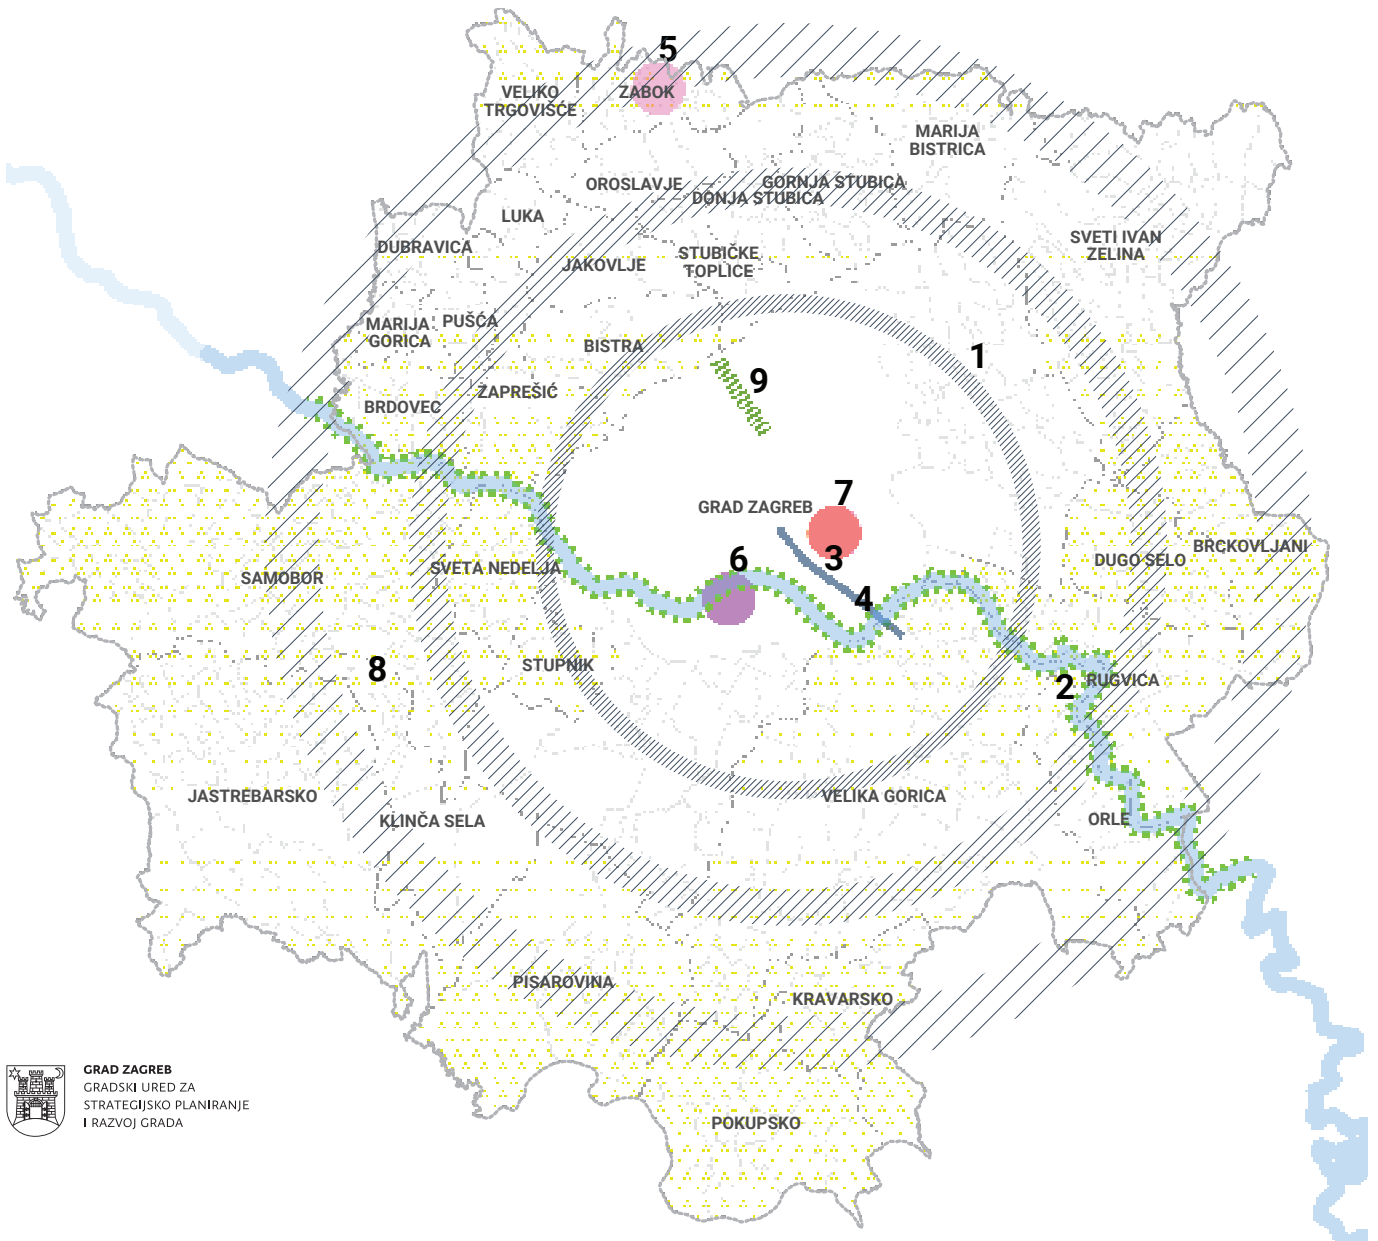 5
VELIKO
TRGOVIŠĆE
ZABOK
MARIJA
BISTRICA
OROSLAVJE
GORNJA STUBICA
DONJA STUBICA
LUKA
DUBRAVICA
SVETI IVAN
ZELINA
JAKOVLJE
STUBIČKE
TOPLICE
MARIJA
GORICA
PUŠĆA
BISTRA
1
9
ZAPREŠIĆ
BRDOVEC
7
GRAD ZAGREB
3
6
4
BRCKOVLJANI
DUGO SELO
SVETA NEDELJA
SAMOBOR
STUPNIK
8
2
RUGVICA
JASTREBARSKO
VELIKA GORICA
KLINČA SELA
ORLE
PISAROVINA
KRAVARSKO
POKUPSKO
GRAD ZAGREB
GRADSKI URED ZA
STRATEGIJSKO PLANIRANJE
I RAZVOJ GRADA